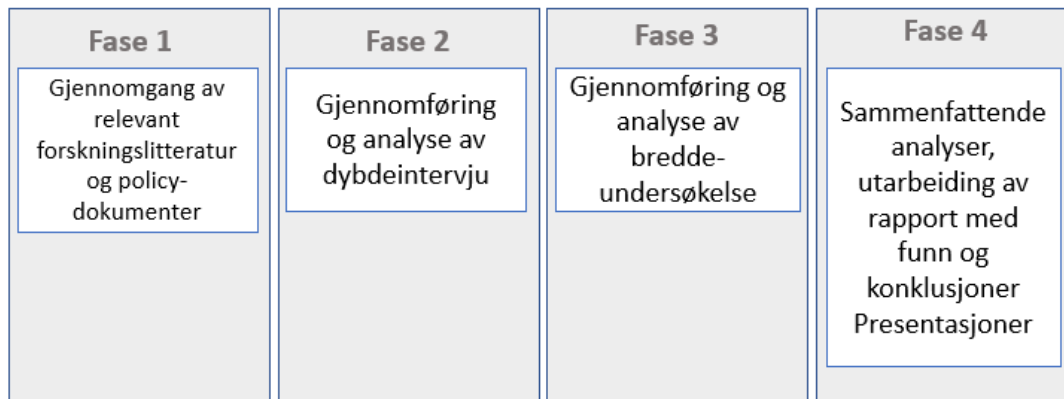 Fase 1
Gjennomgang av
relevant
forskningslitteratur
og policy-
dokumenter
Fase 2
Gjennomføring
og analyse av
dybdeintervju
Fase 3
Gjennomføring og
analyse av
bredde-
undersøkelse
Fase 4
Sammenfattende
analyser,
utarbeiding av
rapport med
funn og
konklusjoner
Presentasjoner